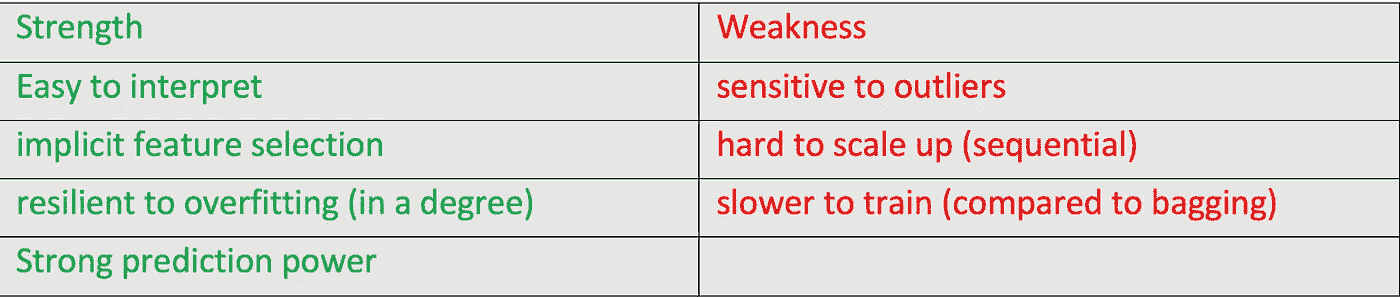 Strength
Weakness
Easy to interpret
sensitive to outliers
implicit feature selection
hard to scale up (sequential)
resilient to overfitting (in a degree)
slower to train (compared to bagging)
Strong prediction power